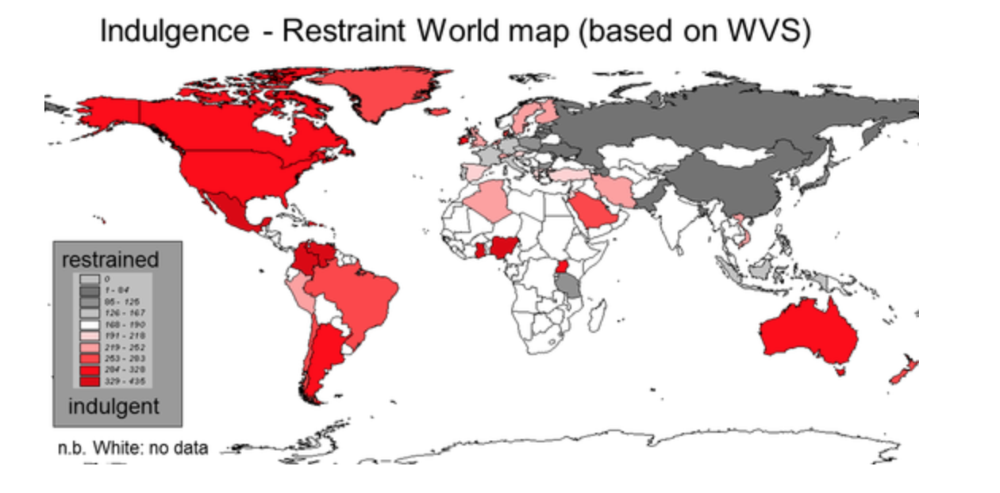 Indulgence - Restraint World map (based on WVS)
restrained
0
1 - 84
85 - 125
126 - 167
168 - 190
191 - 218
219 - 252
253 - 283
284 - 328
329 - 435
indulgent
n.b. White: no data